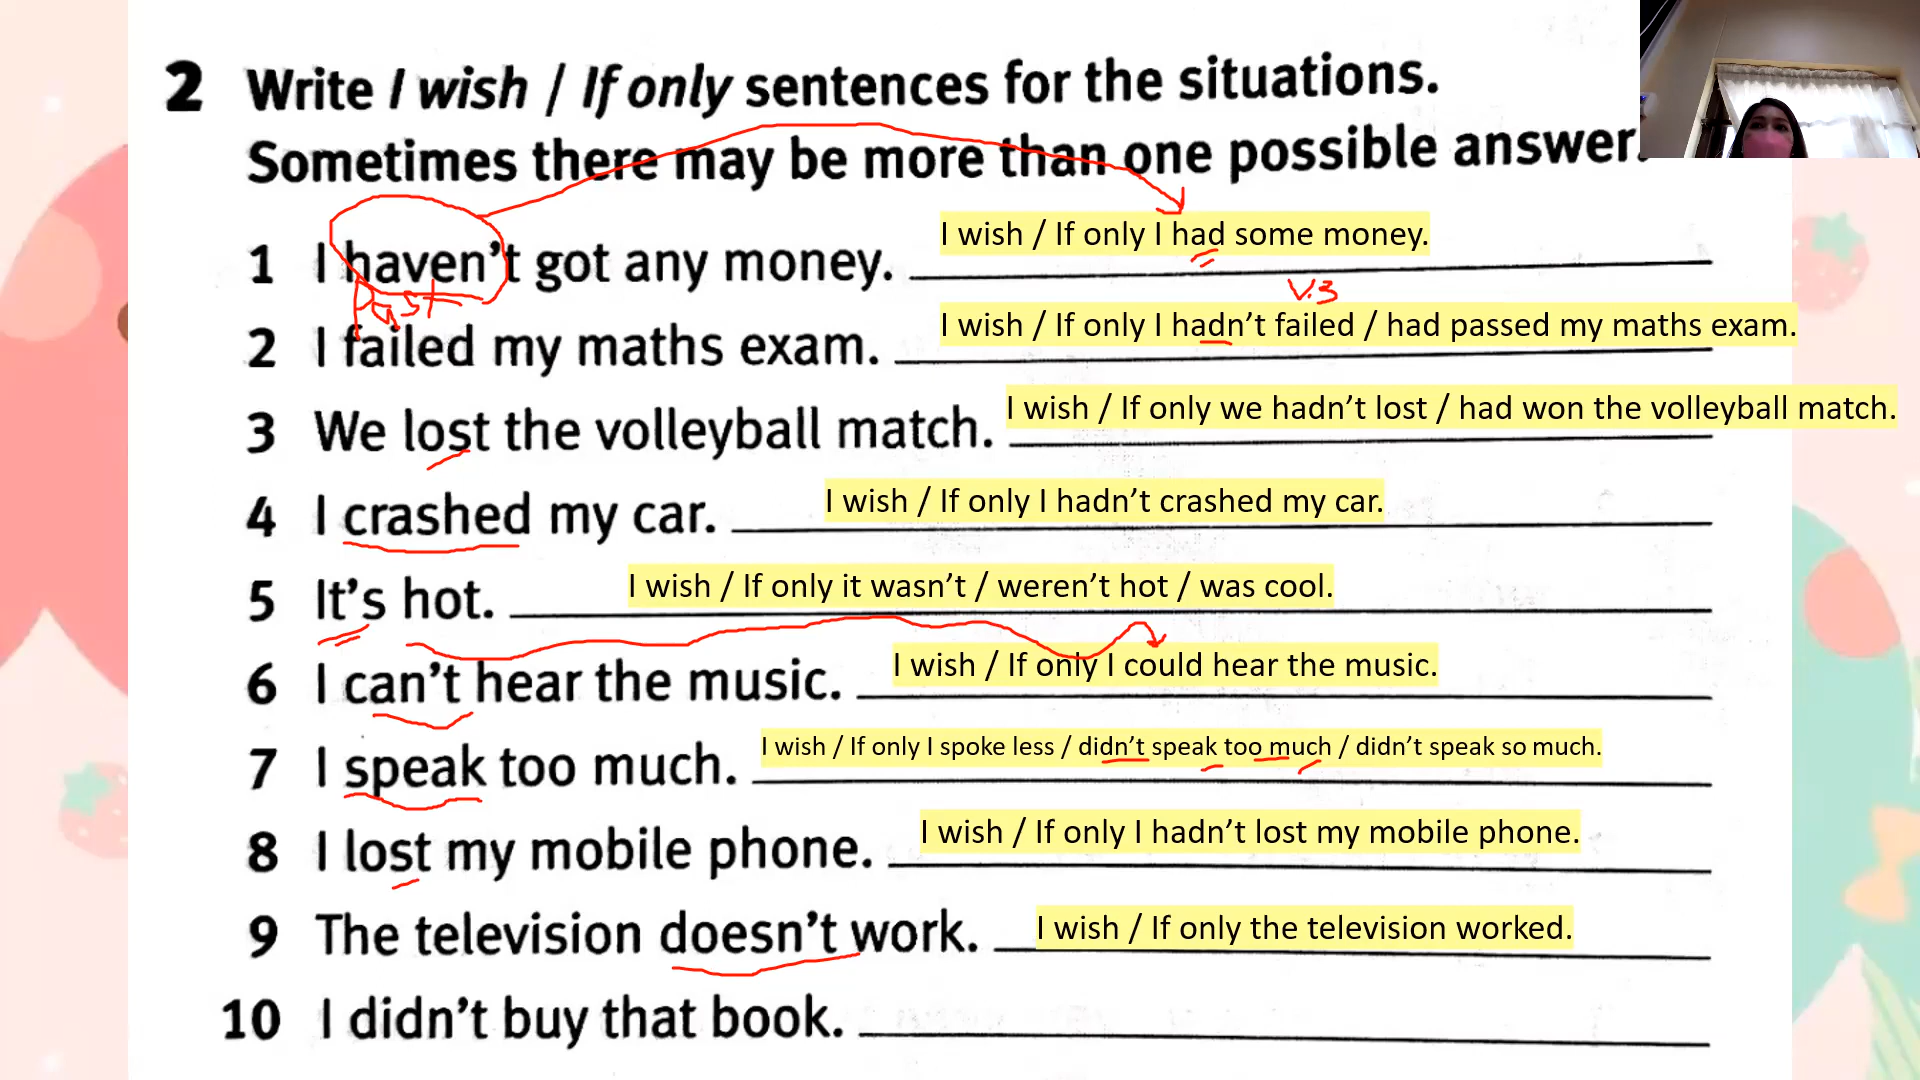 2 Write I wish / If only sentences for the situations.
Sometimes there may be more than one possible answer.
1 I haven't got any money. I wish / If only I had some money.
Past
V.3
2 I failed my maths exam. I wish / If only I hadn't failed / had passed my maths exam.
3 We lost the volleyball match. I wish / If only we hadn't lost / had won the volleyball match.
4 I crashed my car. I wish / If only I hadn't crashed my car.
5 It's hot. I wish / If only it wasn't / weren't hot / was cool.
6 I can't hear the music. I wish / If only I could hear the music.
7 I speak too much. I wish / If only I spoke less / didn't speak too much / didn't speak so much.
8 I lost my mobile phone. I wish / If only I hadn't lost my mobile phone.
9 The television doesn't work. I wish / If only the television worked.
10 I didn't buy that book.